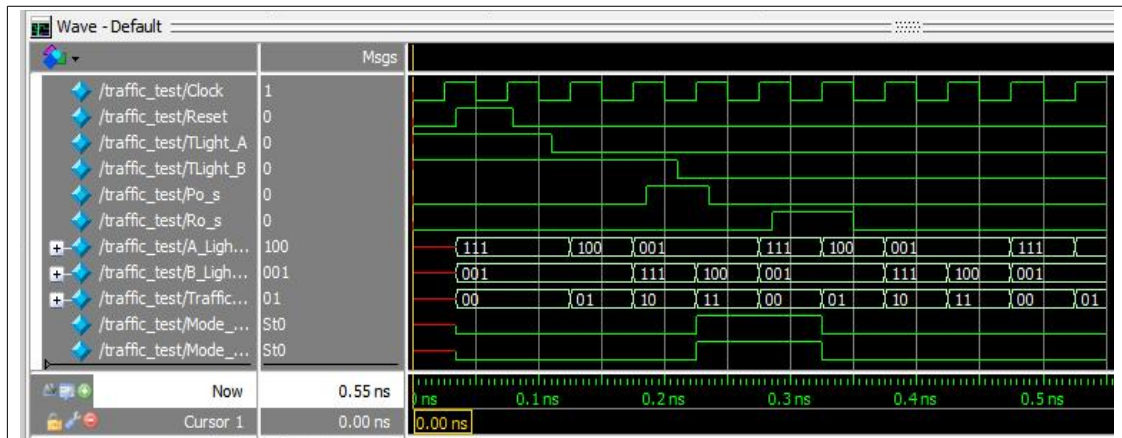 Wave - Default
Msgs
/traffic_test/Clock 1
/traffic_test/Reset 0
/traffic_test/TLight_A 0
/traffic_test/TLight_B 0
/traffic_test/Po_s 0
/traffic_test/Ro_s 0
/traffic_test/A_Ligh... 100 111 100 001 111 100 001 111
/traffic_test/B_Ligh... 001 001 111 100 001 111 100 001
/traffic_test/Traffic... 01 00 01 10 11 00 01 10 11 00 01
/traffic_test/Mode_... St0
/traffic_test/Mode_... St0
Now 0.55 ns ns 0.1 ns 0.2 ns 0.3 ns 0.4 ns 0.5 ns
Cursor 1 0.00 ns 0.00 ns